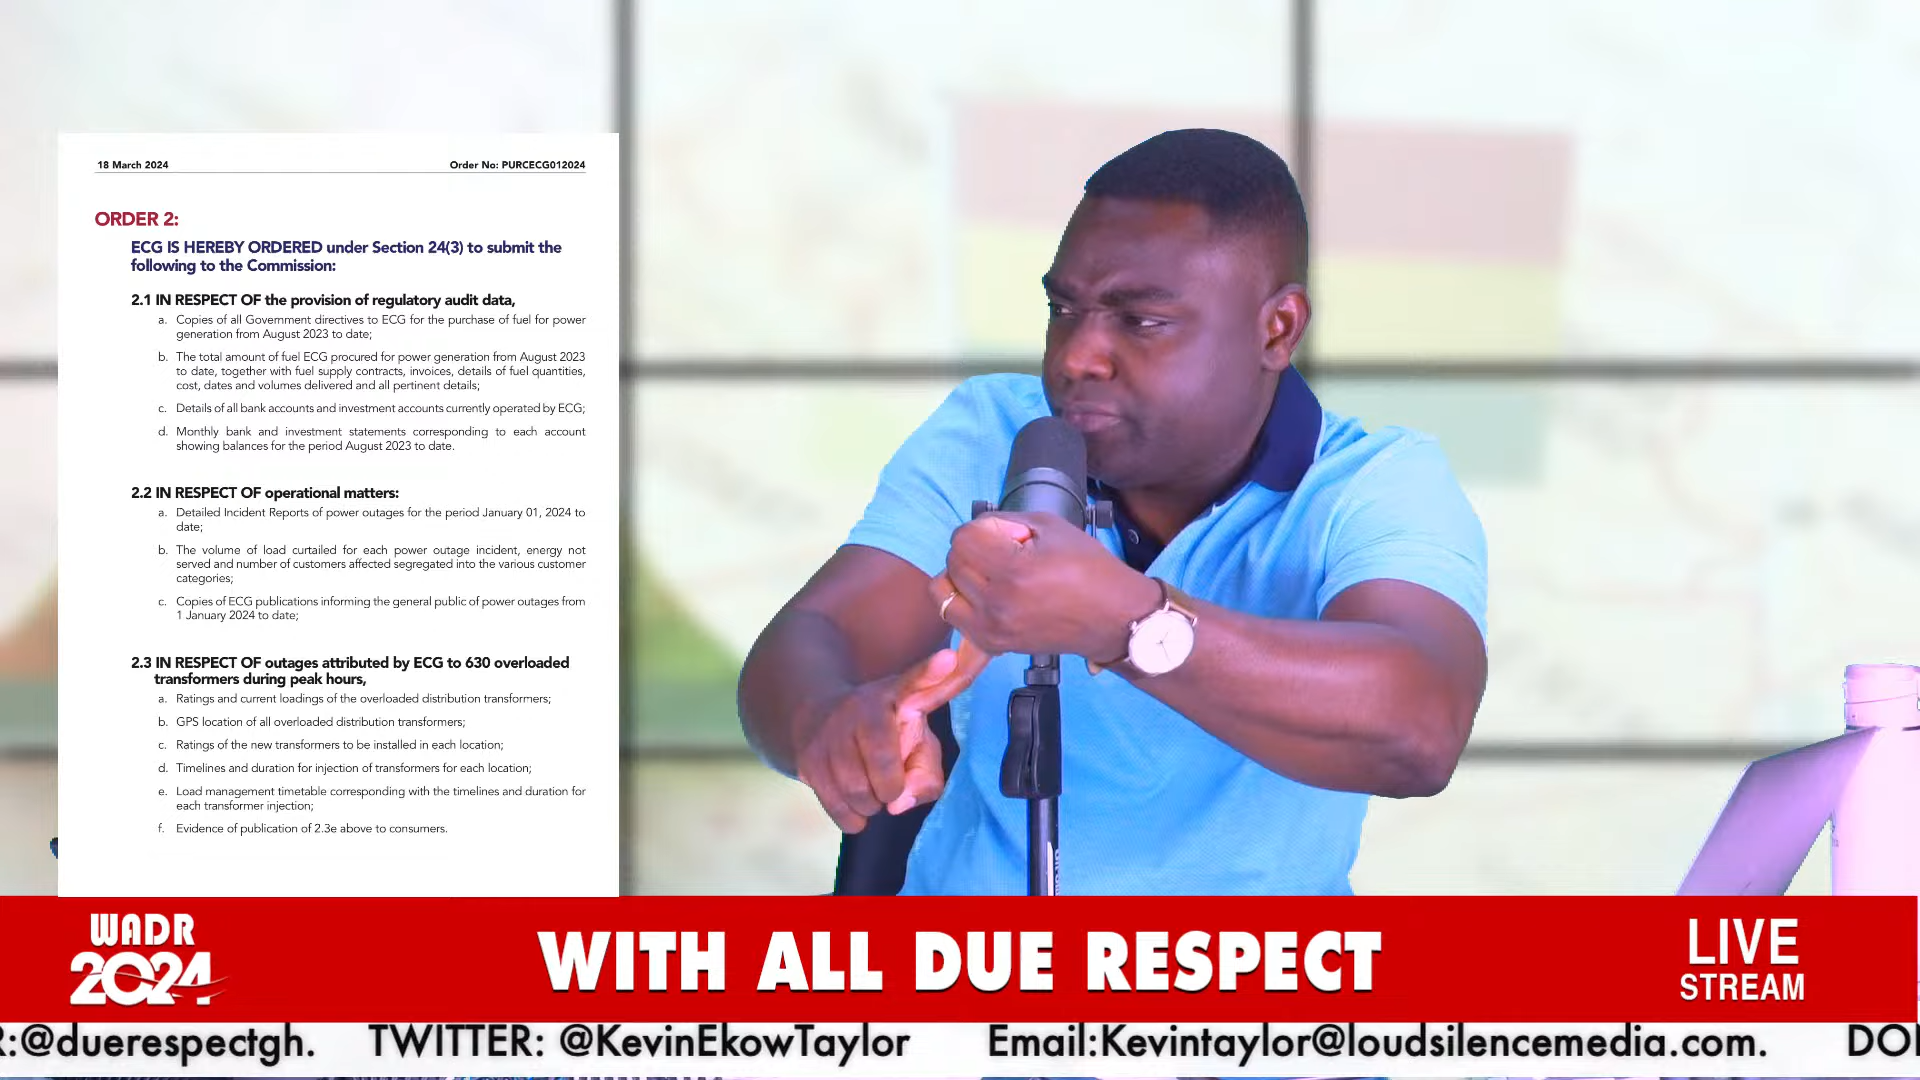 18 March 2024 Order No: PURCECG012024
ORDER 2:
ECG IS HEREBY ORDERED under Section 24(3) to submit the
following to the Commission:
2.1 IN RESPECT OF the provision of regulatory audit data,
a. Copies of all Government directives to ECG for the purchase of fuel for power
generation from August 2023 to date;
b. The total amount of fuel ECG procured for power generation from August 2023
to date, together with fuel supply contracts, invoices, details of fuel quantities,
cost, dates and volumes delivered and all pertinent details;
c. Details of all bank accounts and investment accounts currently operated by ECG;
d. Monthly bank and investment statements corresponding to each account
showing balances for the period August 2023 to date.
2.2 IN RESPECT OF operational matters:
a. Detailed Incident Reports of power outages for the period January 01, 2024 to
date;
b. The volume of load curtailed for each power outage incident, energy not
served and number of customers affected segregated into the various customer
categories;
c. Copies of ECG publications informing the general public of power outages from
1 January 2024 to date;
2.3 IN RESPECT OF outages attributed by ECG to 630 overloaded
transformers during peak hours,
a. Ratings and current loadings of the overloaded distribution transformers;
b. GPS location of all overloaded distribution transformers;
c. Ratings of the new transformers to be installed in each location;
d. Timelines and duration for injection of transformers for each location;
e. Load management timetable corresponding with the timelines and duration for
each transformer injection;
f. Evidence of publication of 2.3e above to consumers.
WADR
2024
WITH ALL DUE RESPECT
LIVE
STREAM
R:@duerespectgh. TWITTER: @KevinEkowTaylor Email:Kevintaylor@loudsilencemedia.com. DO